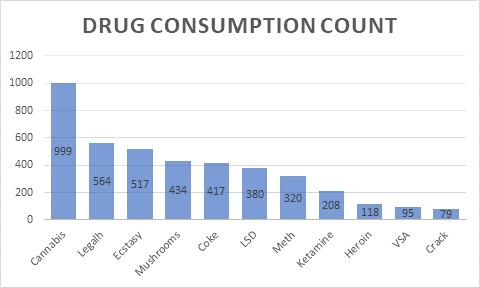 DRUG CONSUMPTION COUNT
1200
1000
800
600
400
200
0
999
564
517
434
417
380
320
208
118
95
79
Cannabis
Legalh
Ecstasy
Mushrooms
Coke
LSD
Meth
Ketamine
Heroin
VSA
Crack